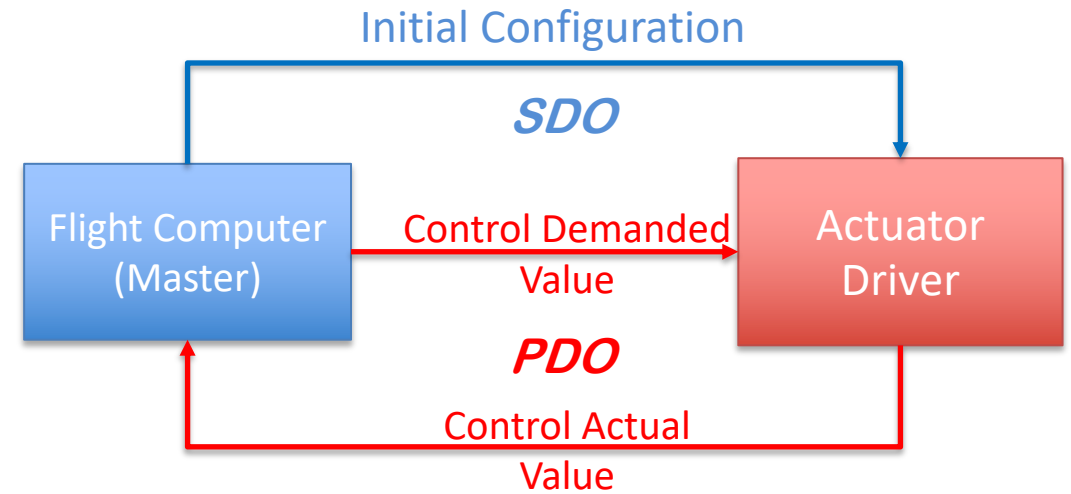 Initial Configuration
SDO
Flight Computer
(Master)
Control Demanded
Value
Actuator
Driver
PDO
Control Actual
Value